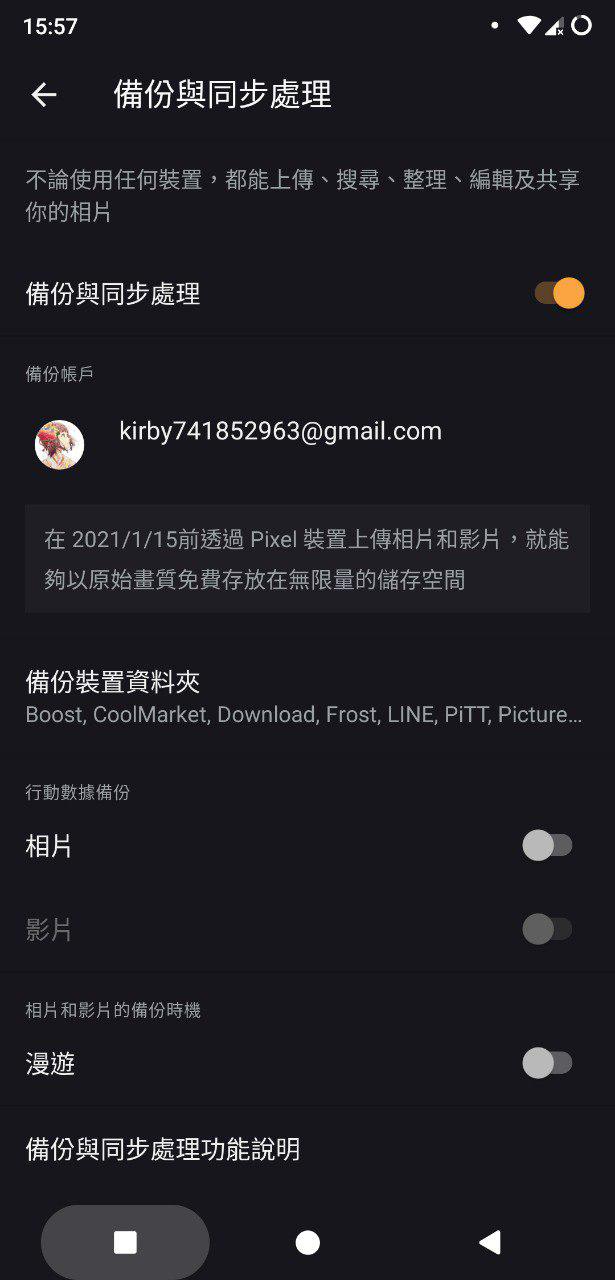 15:57
備份與同步處理
不論使用任何裝置，都能上傳、搜尋、整理、編輯及共享
你的相片
備份與同步處理
備份帳戶
kirby741852963@gmail.com
在 2021/1/15前透過 Pixel 裝置上傳相片和影片，就能
夠以原始畫質免費存放在無限量的儲存空間
備份裝置資料夾
Boost, CoolMarket, Download, Frost, LINE, PiTT, Picture...
行動數據備份
相片
影片
相片和影片的備份時機
漫遊
備份與同步處理功能說明